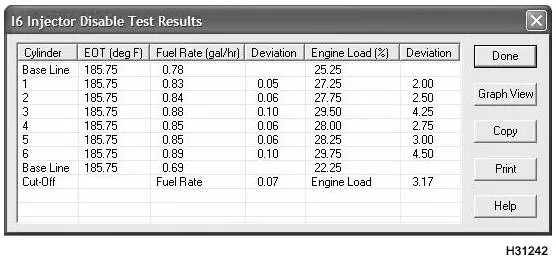 I6 Injector Disable Test Results
Cylinder EOT (deg F) Fuel Rate (gal/hr) Deviation Engine Load (%) Deviation
Base Line 185.75 0.78 25.25
1 185.75 0.83 0.05 27.25 2.00
2 185.75 0.84 0.06 27.75 2.50
3 185.75 0.88 0.10 29.50 4.25
4 185.75 0.85 0.06 28.00 2.75
5 185.75 0.85 0.06 28.25 3.00
6 185.75 0.89 0.10 29.75 4.50
Base Line 185.75 0.69 22.25
Cut-Off Fuel Rate 0.07 Engine Load 3.17
Done
Graph View
Copy
Print
Help
H31242